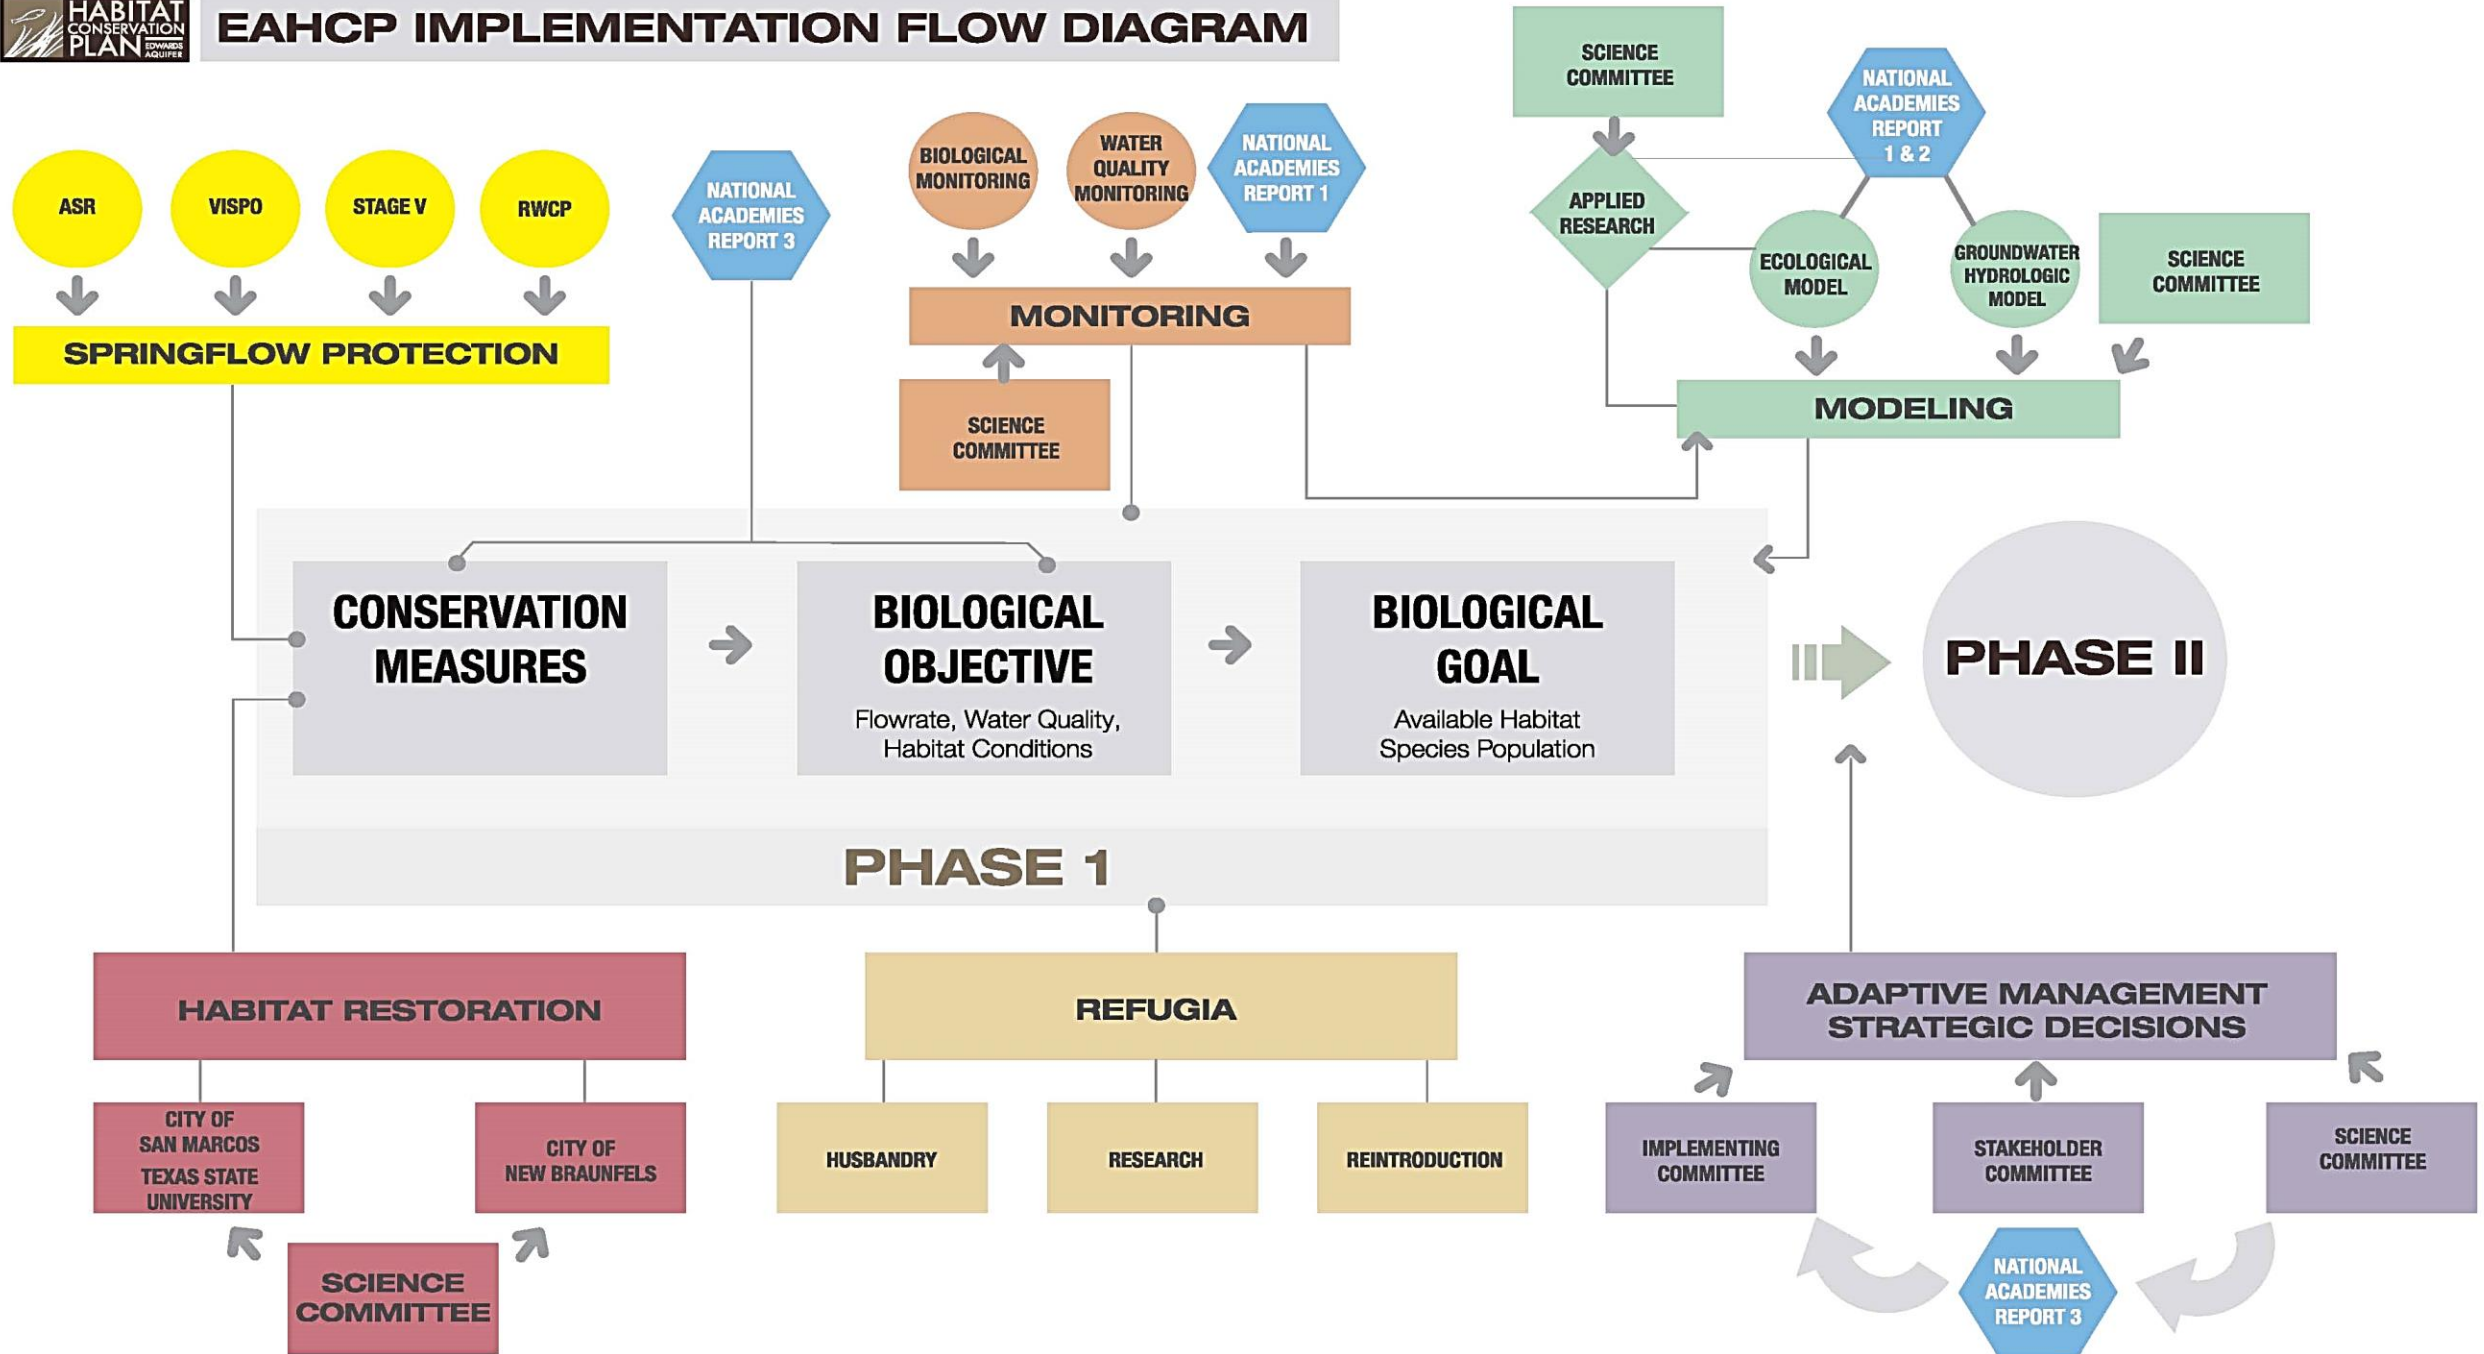 HABITAT
CONSERVATION
PLAN EDWARDS
AQUIFER
EAHCP IMPLEMENTATION FLOW DIAGRAM
ASR
VISPO
STAGE V
RWCP
SPRINGFLOW PROTECTION
NATIONAL
ACADEMIES
REPORT 3
BIOLOGICAL
MONITORING
WATER
QUALITY
MONITORING
NATIONAL
ACADEMIES
REPORT 1
MONITORING
SCIENCE
COMMITTEE
SCIENCE
COMMITTEE
NATIONAL
ACADEMIES
REPORT
1 & 2
APPLIED
RESEARCH
ECOLOGICAL
MODEL
GROUNDWATER
HYDROLOGIC
MODEL
SCIENCE
COMMITTEE
MODELING
CONSERVATION
MEASURES
BIOLOGICAL
OBJECTIVE
Flowrate, Water Quality,
Habitat Conditions
BIOLOGICAL
GOAL
Available Habitat
Species Population
PHASE 1
PHASE II
HABITAT RESTORATION
CITY OF
SAN MARCOS
TEXAS STATE
UNIVERSITY
CITY OF
NEW BRAUNFELS
SCIENCE
COMMITTEE
REFUGIA
HUSBANDRY
RESEARCH
REINTRODUCTION
ADAPTIVE MANAGEMENT
STRATEGIC DECISIONS
IMPLEMENTING
COMMITTEE
STAKEHOLDER
COMMITTEE
SCIENCE
COMMITTEE
NATIONAL
ACADEMIES
REPORT 3